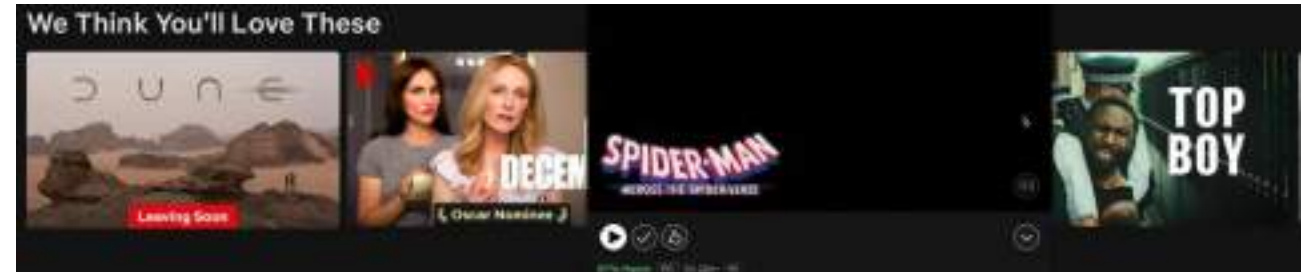 We Think You'll Love These
DUNE
Leaving Soon
DECEM
Oscar Nominee
SPIDER-MAN
ACROSS THE SPIDER-VERSE
TOP
BOY